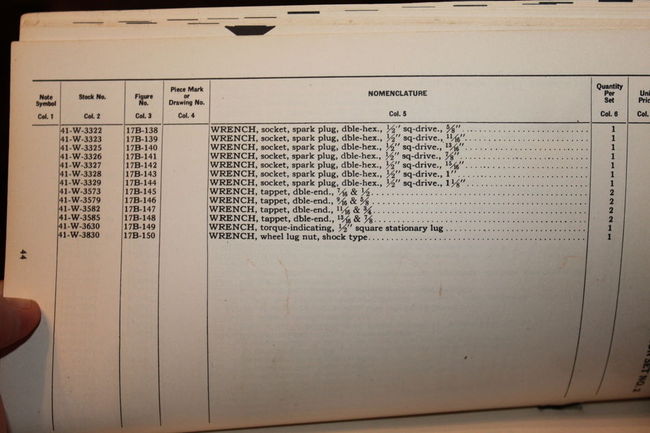 Note Symbol Stock No. Figure No. Piece Mark or Drawing No. NOMENCLATURE Quantity Per Set
Col. 1 Col. 2 Col. 3 Col. 4 Col. 5 Col. 6 Col.
41-W-3322 17B-138 WRENCH, socket, spark plug, dble-hex., ½" sq-drive., ⅝" 1
41-W-3323 17B-139 WRENCH, socket, spark plug, dble-hex., ½" sq-drive., 11/16" 1
41-W-3325 17B-140 WRENCH, socket, spark plug, dble-hex., ½" sq-drive., 13/16" 1
41-W-3326 17B-141 WRENCH, socket, spark plug, dble-hex., ½" sq-drive., ⅞" 1
41-W-3327 17B-142 WRENCH, socket, spark plug, dble-hex., ½" sq-drive., 15/16" 1
41-W-3328 17B-143 WRENCH, socket, spark plug, dble-hex., ½" sq-drive., 1" 1
41-W-3329 17B-144 WRENCH, socket, spark plug, dble-hex., ½" sq-drive., 1⅛" 1
41-W-3573 17B-145 WRENCH, tappet, dble-end., 7/16 & ½ 2
41-W-3579 17B-146 WRENCH, tappet, dble-end., 9/16 & ⅝ 2
41-W-3582 17B-147 WRENCH, tappet, dble-end., 11/16 & ¾ 2
41-W-3585 17B-148 WRENCH, tappet, dble-end., 13/16 & ⅞ 2
41-W-3630 17B-149 WRENCH, torque-indicating, ½" square stationary lug 1
41-W-3830 17B-150 WRENCH, wheel lug nut, shock type 1
44
SET NO. 2